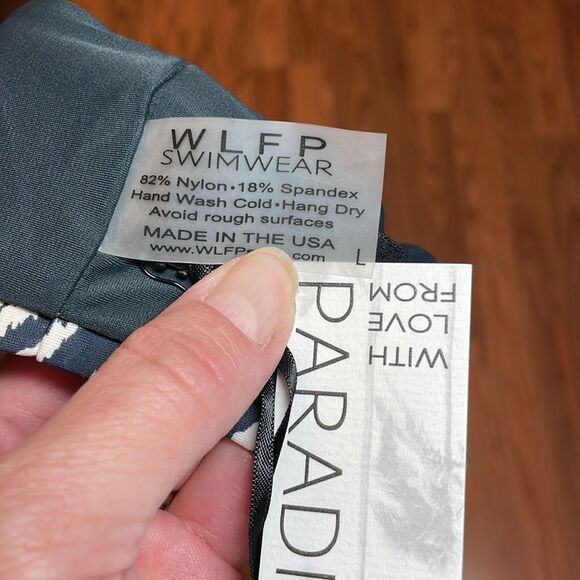 WLFP
SWIMWEAR
82% Nylon•18% Spandex
Hand Wash Cold•Hang Dry
Avoid rough surfaces
MADE IN THE USA
www.WLFP .com
L
WITH
LOVE
FROM
PARADI